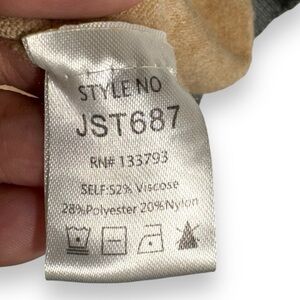 STYLE NO
JST687
RN# 133793
SELF:52% Viscose
28%Polyester 20%Nylon